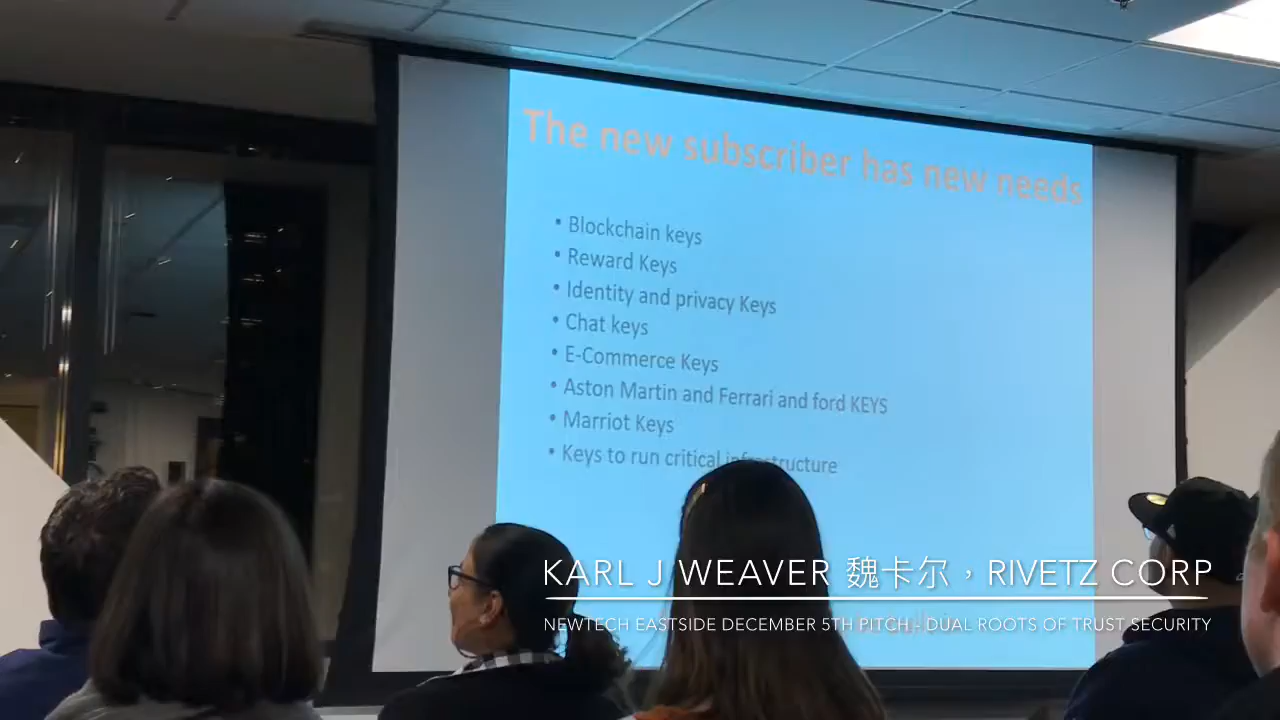 The new subscriber has new needs
• Blockchain keys
• Reward Keys
• Identity and privacy Keys
• Chat keys
• E-Commerce Keys
• Aston Martin and Ferrari and ford KEYS
• Marriot Keys
• Keys to run critical infrastructure
KARL J WEAVER 魏卡尔，RIVETZ CORP
NEWTECH EASTSIDE DECEMBER 5TH PITCH - DUAL ROOTS OF TRUST SECURITY